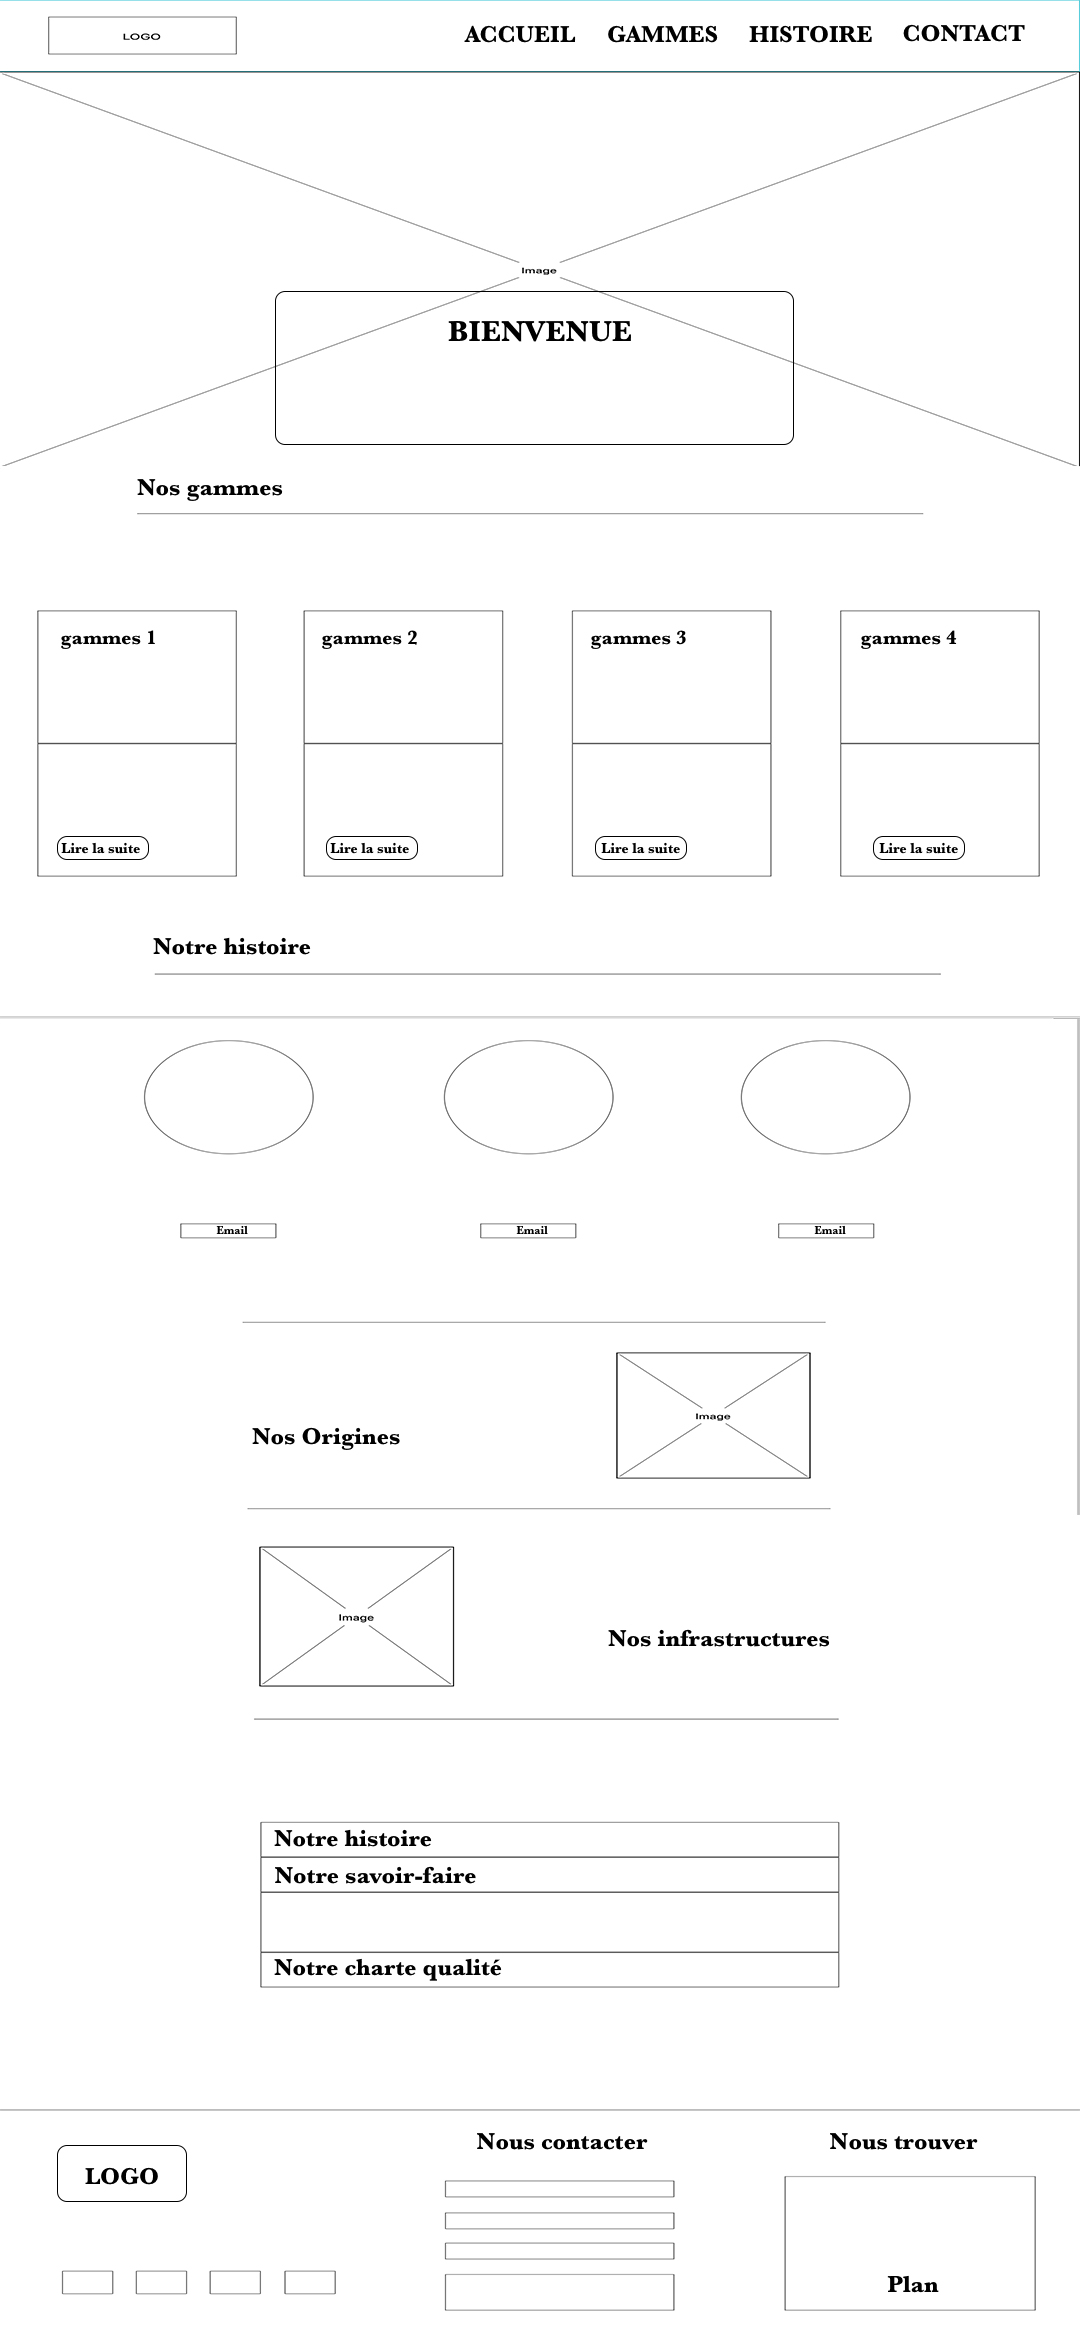 LOGO
ACCUEIL GAMMES HISTOIRE CONTACT
Image
BIENVENUE
Nos gammes
gammes 1 gammes 2 gammes 3 gammes 4
Lire la suite Lire la suite Lire la suite Lire la suite
Notre histoire
Email Email Email
Image
Nos Origines
Image
Nos infrastructures
Notre histoire
Notre savoir-faire
Notre charte qualité
Nous contacter Nous trouver
LOGO
Plan